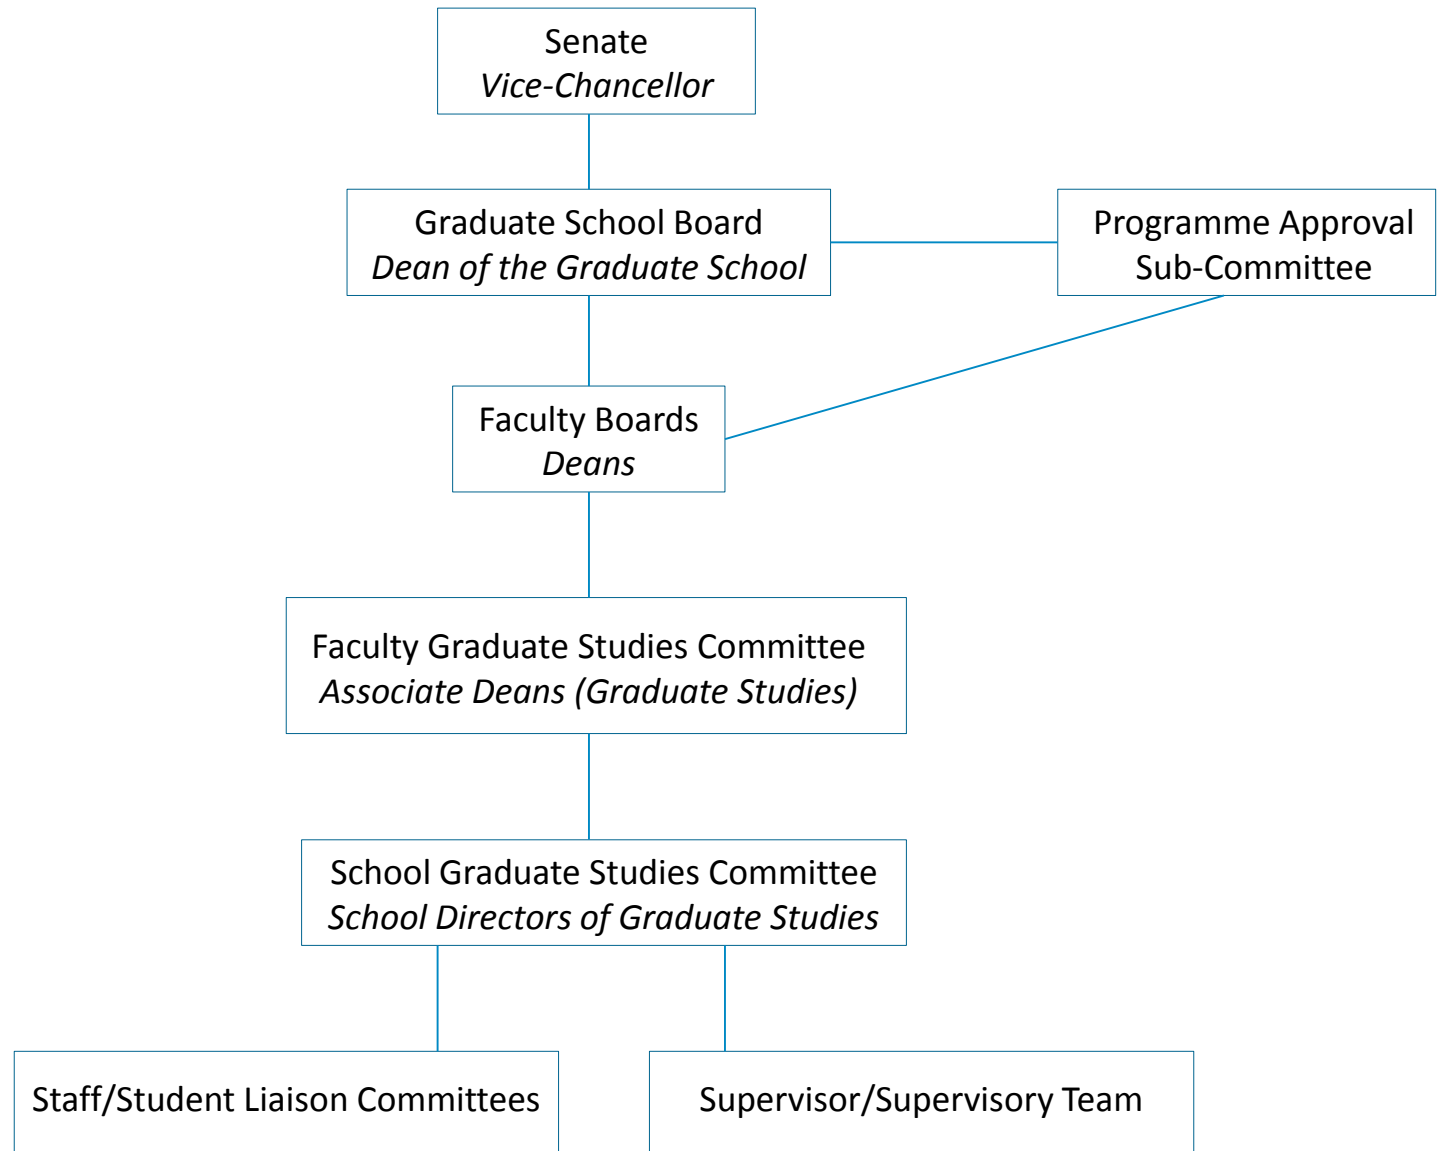 Senate
Vice-Chancellor
Graduate School Board
Dean of the Graduate School
Programme Approval
Sub-Committee
Faculty Boards
Deans
Faculty Graduate Studies Committee
Associate Deans (Graduate Studies)
School Graduate Studies Committee
School Directors of Graduate Studies
Staff/Student Liaison Committees
Supervisor/Supervisory Team